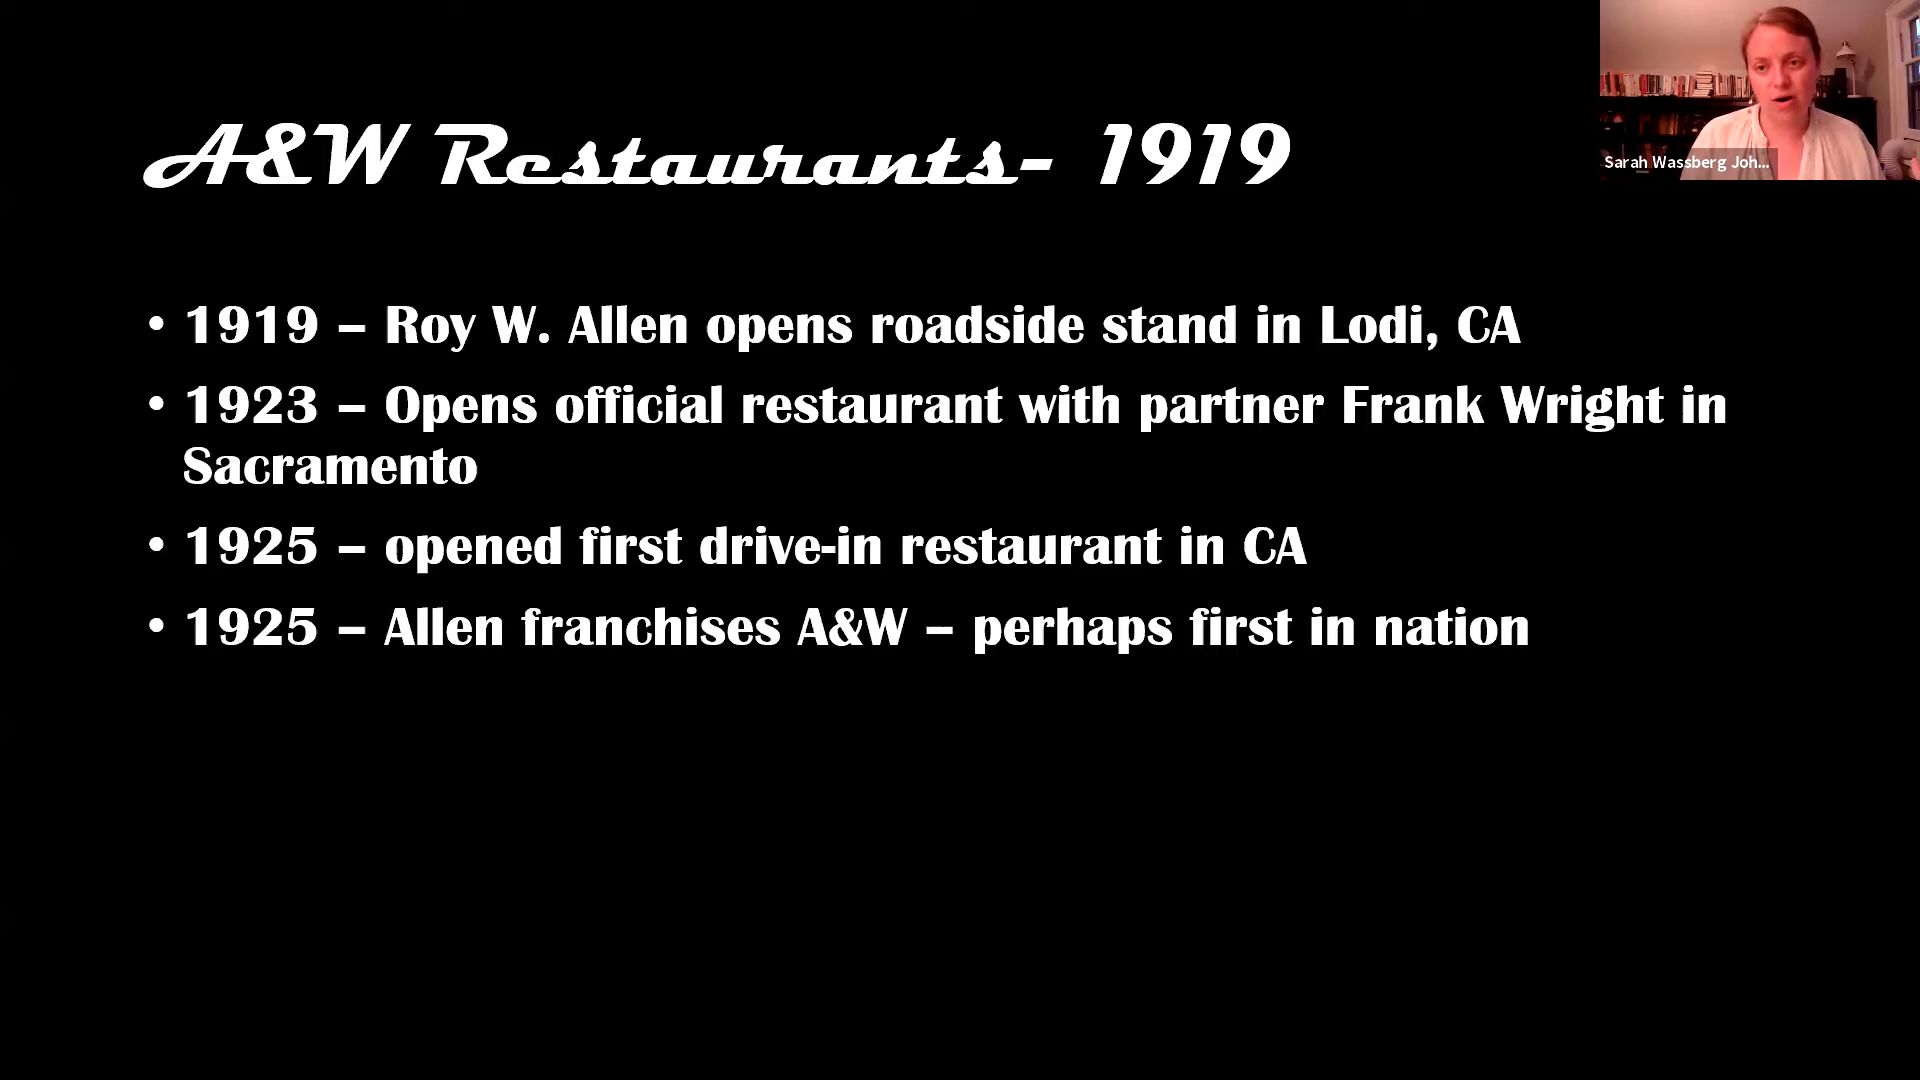 A&W Restaurants- 1919
Sarah Wassberg Joh...
• 1919 – Roy W. Allen opens roadside stand in Lodi, CA
• 1923 – Opens official restaurant with partner Frank Wright in
Sacramento
• 1925 – opened first drive-in restaurant in CA
• 1925 – Allen franchises A&W – perhaps first in nation